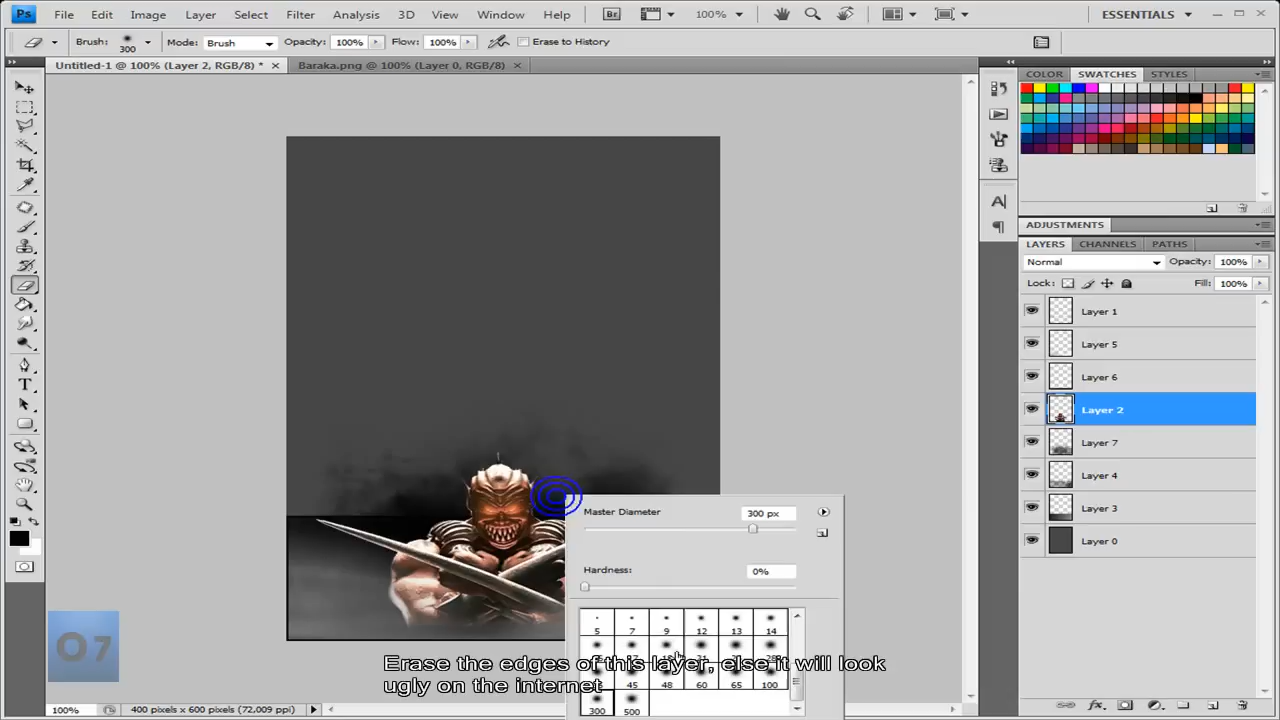 Ps File Edit Image Layer Select Filter Analysis 3D View Window Help Br 100% ESSENTIALS
Brush: 300 Mode: Brush Opacity: 100% Flow: 100% Erase to History
Untitled-1 @ 100% (Layer 2, RGB/8) * Baraka.png @ 100% (Layer 0, RGB/8)
COLOR SWATCHES STYLES
ADJUSTMENTS
LAYERS CHANNELS PATHS
Normal Opacity: 100%
Lock: Fill: 100%
Layer 1
Layer 5
Layer 6
Layer 2
Layer 7
Layer 4
Layer 3
Layer 0
Master Diameter 300 px
Hardness: 0%
5 7 9 12 13 14
45 48 60 65 100
300 500
07
Erase the edges of this layer, else it will look
ugly on the internet
100% 400 pixels x 600 pixels (72,009 ppi)